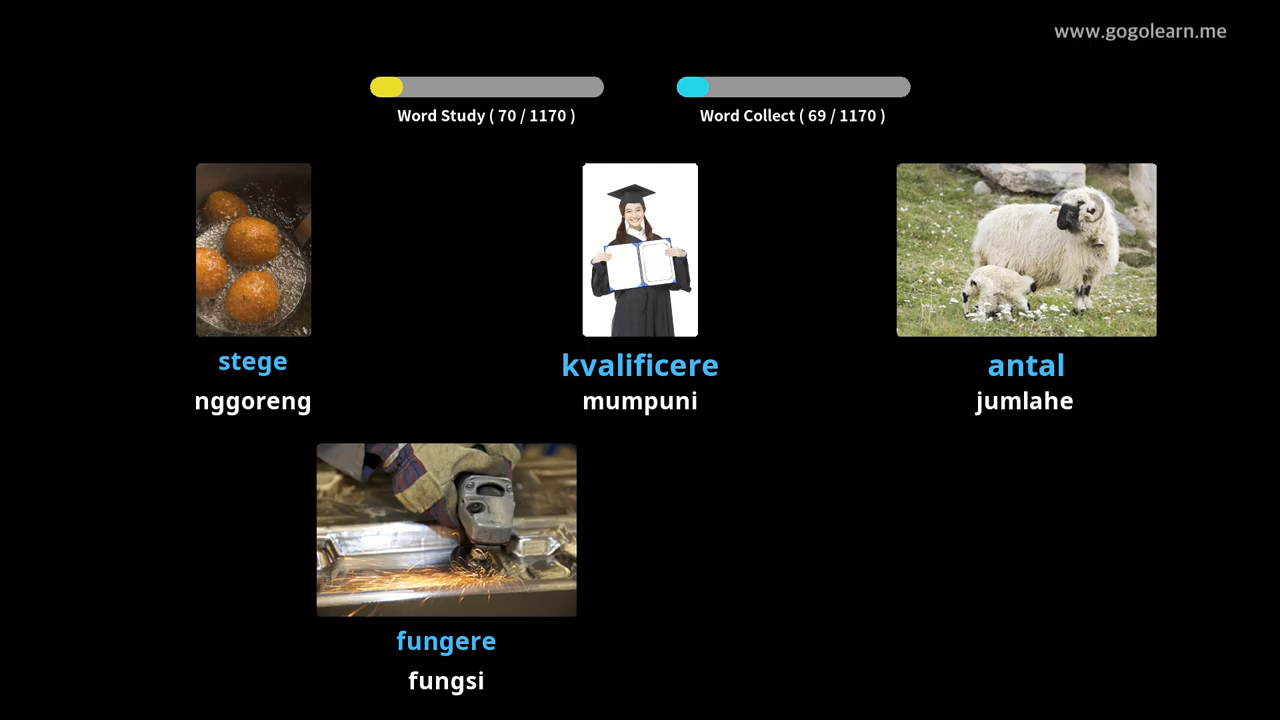 www.gogolearn.me
Word Study ( 70 / 1170 )
Word Collect ( 69 / 1170 )
stege
nggoreng
kvalificere
mumpuni
antal
jumlahe
fungere
fungsi